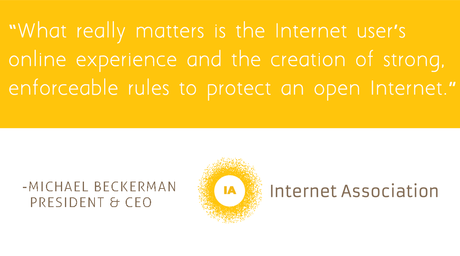 “What really matters is the Internet user’s
online experience and the creation of strong,
enforceable rules to protect an open Internet.”
-MICHAEL BECKERMAN
PRESIDENT & CEO
IA
Internet Association